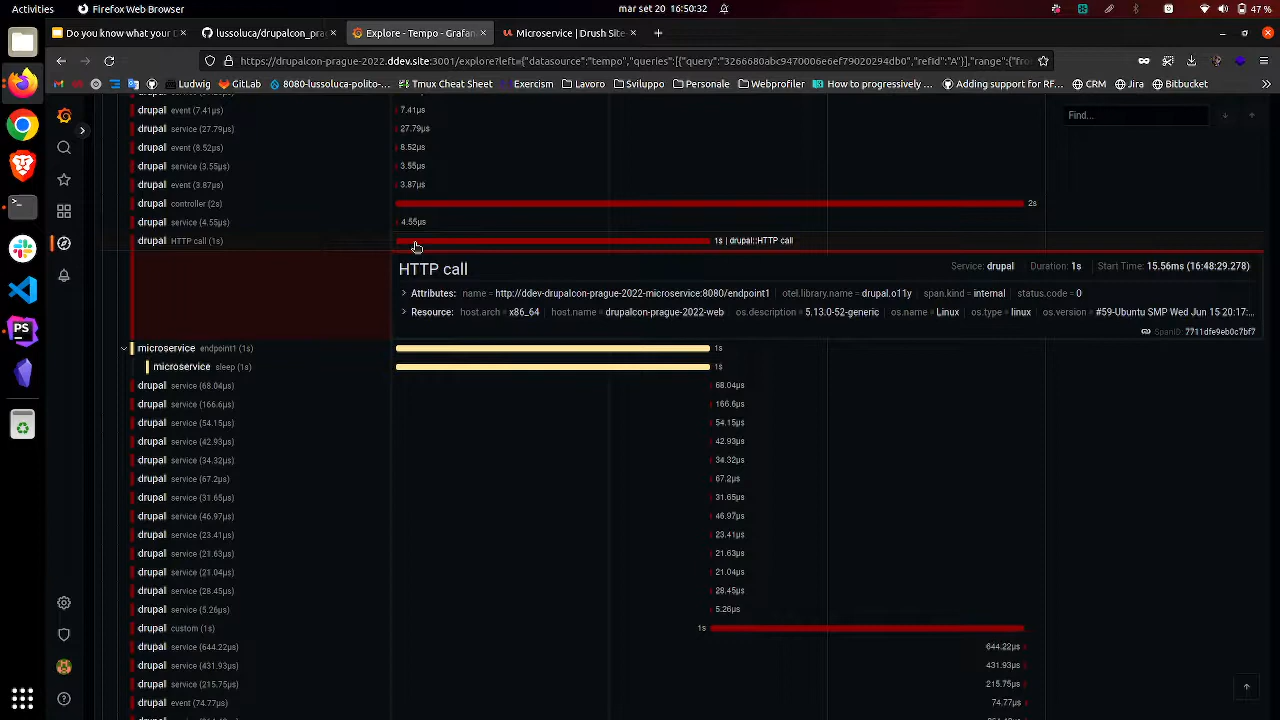 Activities
Firefox Web Browser
mar set 20 16:50:32
47 %
Do you know what your
lussoluca/drupalcon_pra
Explore - Tempo - Grafan
Microservice | Drush Site
https://drupalcon-prague-2022.ddev.site:3001/explore?left={"datasource":"tempo","queries":[{"query":"3266680abc9470006e6ef79020294db0","refId":"A"}],"range":{"fro
Ludwig
GitLab
8080-lussoluca-polito-...
Tmux Cheat Sheet
Exercism
Lavoro
Sviluppo
Personale
Webprofiler
How to progressively ...
Adding support for RF...
CRM
Jira
Bitbucket
Find...
drupal event (7.41μs) 7.41μs
drupal service (27.79μs) 27.79μs
drupal event (8.52μs) 8.52μs
drupal service (3.55μs) 3.55μs
drupal event (3.87μs) 3.87μs
drupal controller (2s) 2s
drupal service (4.55μs) 4.55μs
drupal HTTP call (1s) 1s | drupal::HTTP call
HTTP call
Service: drupal Duration: 1s Start Time: 15.56ms (16:48:29.278)
Attributes: name = http://ddev-drupalcon-prague-2022-microservice:8080/endpoint1 otel.library.name = drupal.o11y span.kind = internal status.code = 0
Resource: host.arch = x86_64 host.name = drupalcon-prague-2022-web os.description = 5.13.0-52-generic os.name = Linux os.type = linux os.version = #59-Ubuntu SMP Wed Jun 15 20:17:...
SpanID: 7711dfe9eb0c7bf7
microservice endpoint1 (1s) 1s
microservice sleep (1s) 1s
drupal service (68.04μs) 68.04μs
drupal service (166.6μs) 166.6μs
drupal service (54.15μs) 54.15μs
drupal service (42.93μs) 42.93μs
drupal service (34.32μs) 34.32μs
drupal service (67.2μs) 67.2μs
drupal service (31.65μs) 31.65μs
drupal service (46.97μs) 46.97μs
drupal service (23.41μs) 23.41μs
drupal service (21.63μs) 21.63μs
drupal service (21.04μs) 21.04μs
drupal service (28.45μs) 28.45μs
drupal service (5.26μs) 5.26μs
drupal custom (1s) 1s
drupal service (644.22μs) 644.22μs
drupal service (431.93μs) 431.93μs
drupal service (215.75μs) 215.75μs
drupal event (74.77μs) 74.77μs